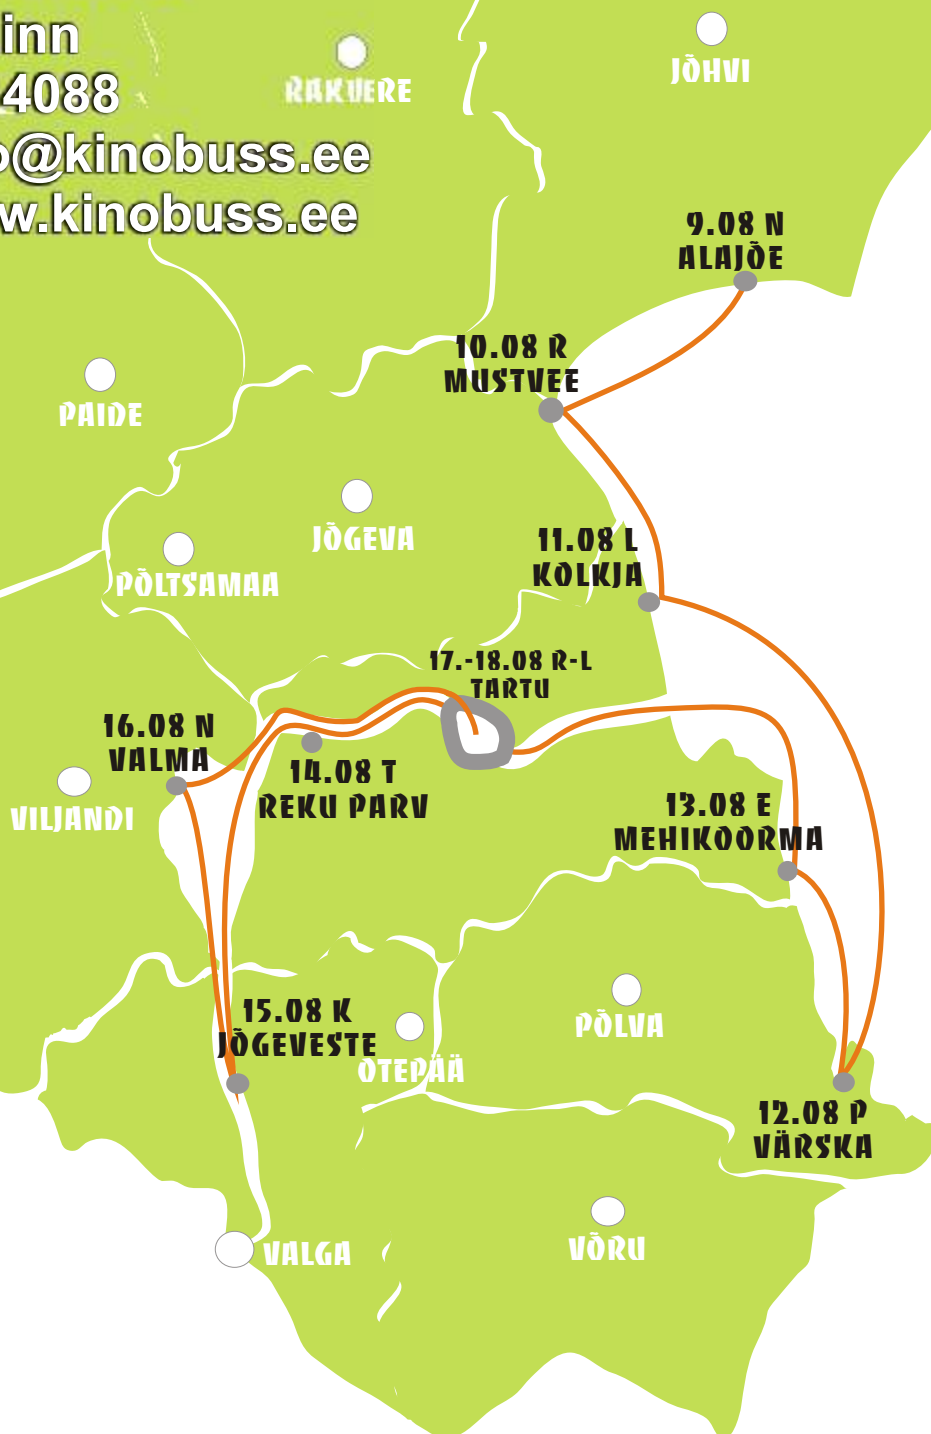 inn
4088
o@kinobuss.ee
w.kinobuss.ee
RAKVERE
JÕHVI
9.08 N
ALAJÕE
10.08 R
MUSTVEE
PAIDE
JÕGEVA
11.08 L
KOLKJA
PÕLTSAMAA
17.-18.08 R-L
TARTU
16.08 N
VALMA
14.08 T
REKU PARV
VILJANDI
13.08 E
MEHIKOORMA
15.08 K
JÕGEVESTE
PÕLVA
OTEPÄÄ
12.08 P
VÄRSKA
VALGA
VÕRU